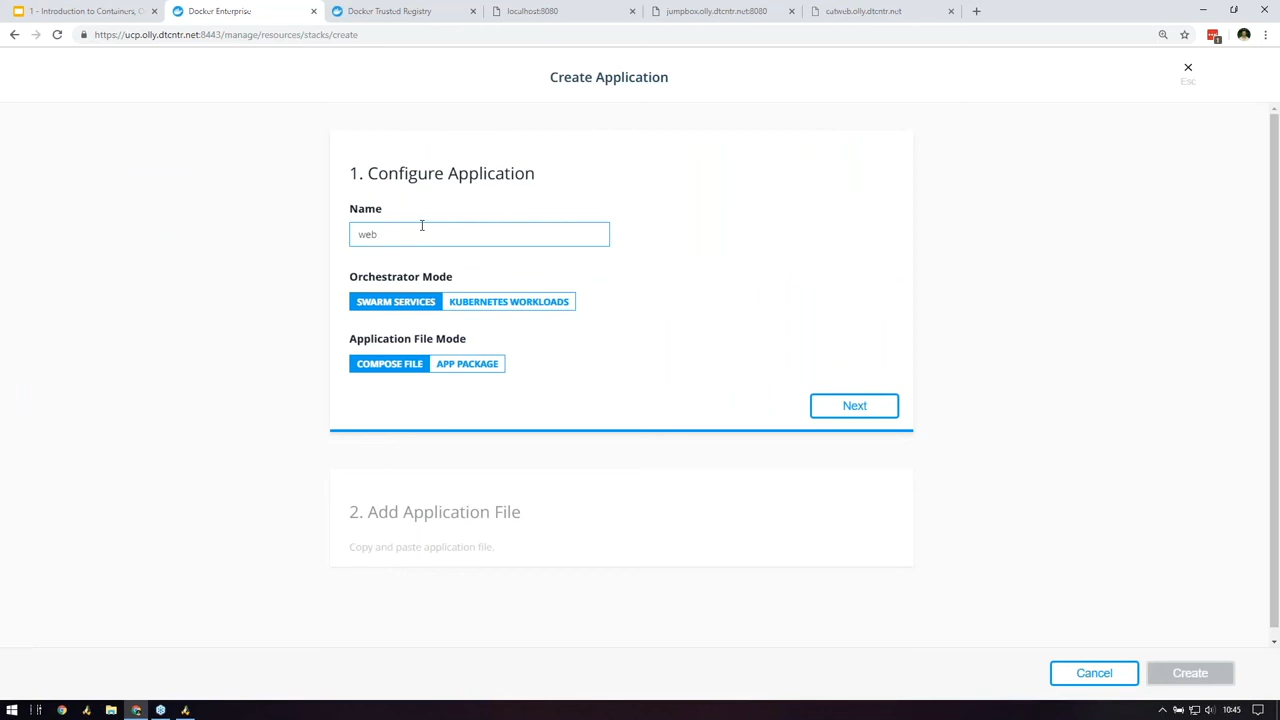 1 - Introduction to Containers, D
Docker Enterprise
Docker Trusted Registry
localhost:8080
jumpbox.olly.dtcntr.net:8080
catweb.olly.dtcntr.net
https://ucp.olly.dtcntr.net:8443/manage/resources/stacks/create
1
Create Application
Esc
1. Configure Application
Name
web
Orchestrator Mode
SWARM SERVICES KUBERNETES WORKLOADS
Application File Mode
COMPOSE FILE APP PACKAGE
Next
2. Add Application File
Copy and paste application file.
Cancel Create
10:45